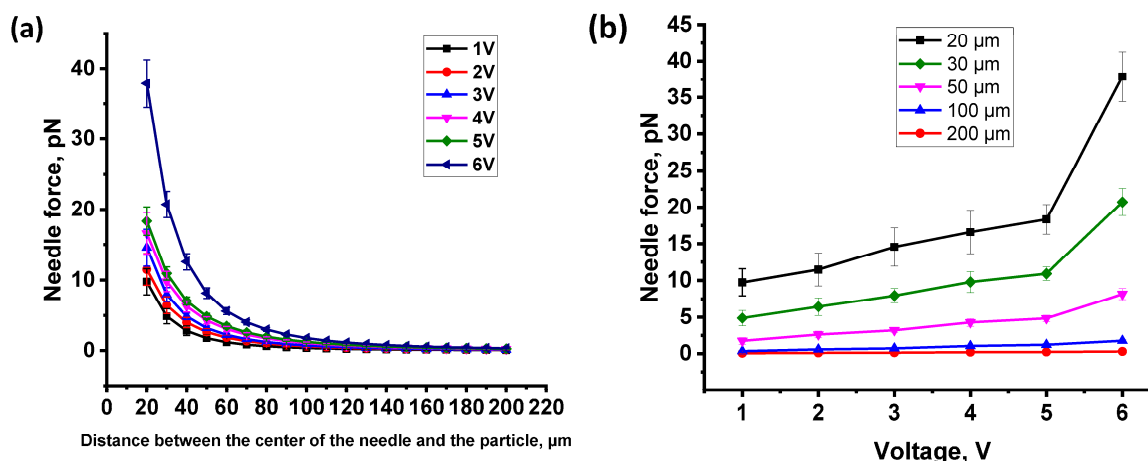 (a)
1V
2V
3V
4V
5V
6V
Needle force, pN
40
30
20
10
0
0 20 40 60 80 100 120 140 160 180 200 220
Distance between the center of the needle and the particle, µm
(b)
20 µm
30 µm
50 µm
100 µm
200 µm
Needle force, pN
45
40
35
30
25
20
15
10
5
0
1 2 3 4 5 6
Voltage, V